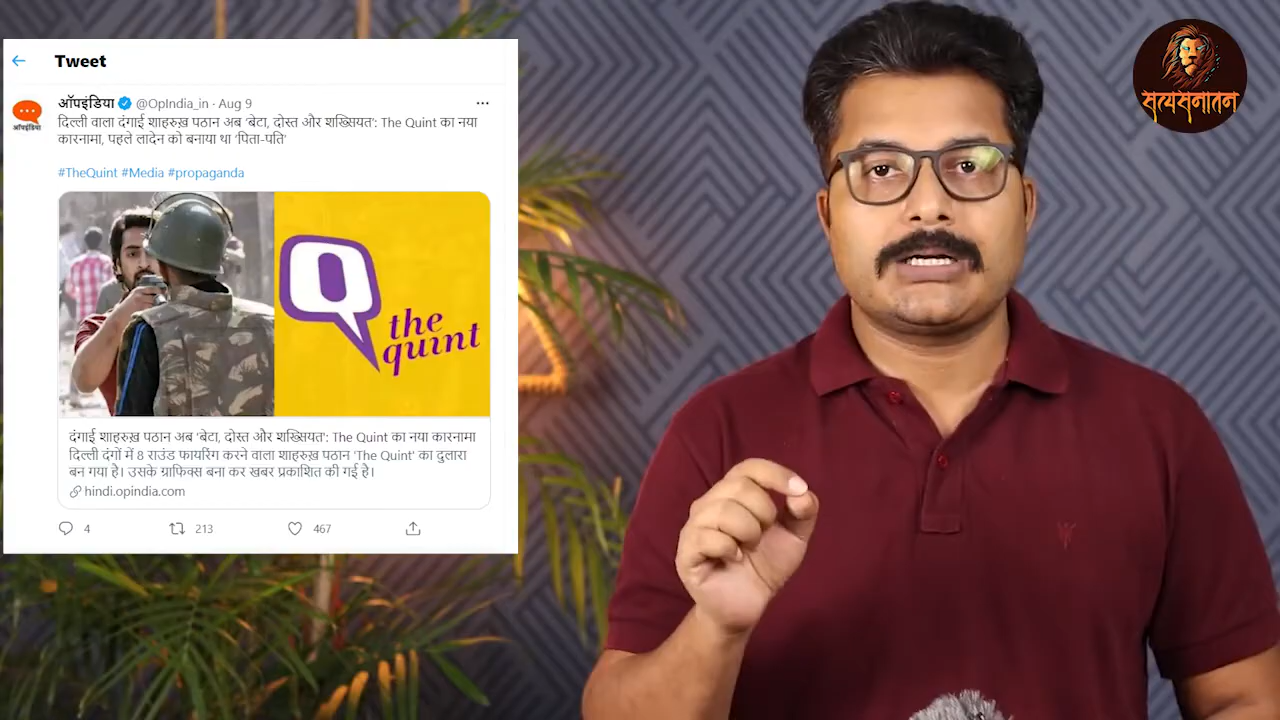 Tweet
ऑपइंडिया @OpIndia_in · Aug 9
दिल्ली वाला दंगाई शाहरुख़ पठान अब ‘बेटा, दोस्त और शख्सियत’: The Quint का नया
कारनामा, पहले लादेन को बनाया था ‘पिता-पति’
#TheQuint #Media #propaganda
ऑपइंडिया
the
quint
दंगाई शाहरुख़ पठान अब ‘बेटा, दोस्त और शख्सियत’: The Quint का नया कारनामा
दिल्ली दंगों में 8 राउंड फायरिंग करने वाला शाहरुख़ पठान ‘The Quint’ का दुलारा
बन गया है। उसके ग्राफिक्स बना कर खबर प्रकाशित की गई है।
hindi.opindia.com
4 213 467
सत्यसनातन